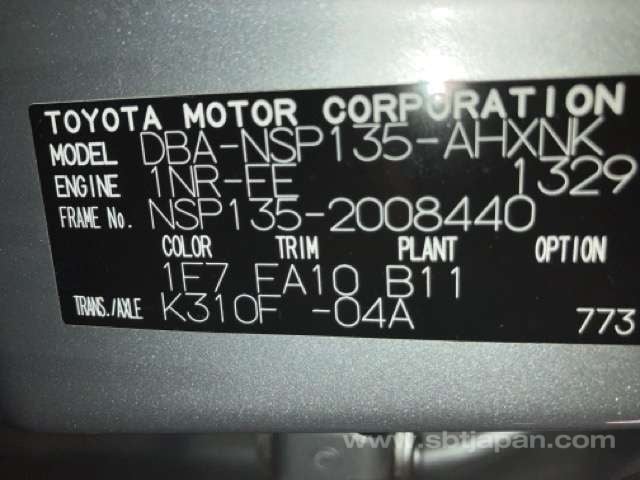 TOYOTA MOTOR CORPORATION
MODEL DBA-NSP135-AHXNK
ENGINE 1NR-FE 1329
FRAME No. NSP135-2008440
COLOR TRIM PLANT OPTION
1F7 FA10 B11
TRANS./AXLE K310F -04A 773
www.sbtjapan.com